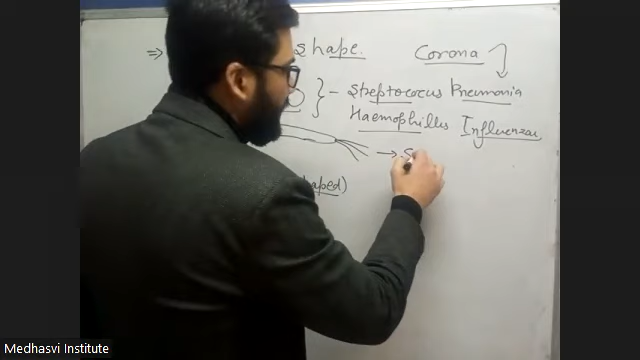 ⇒ shape. Corona
} - Streptococus Pneumonia
Haemophillus Influenzae
→ S
haped)
Medhasvi Institute